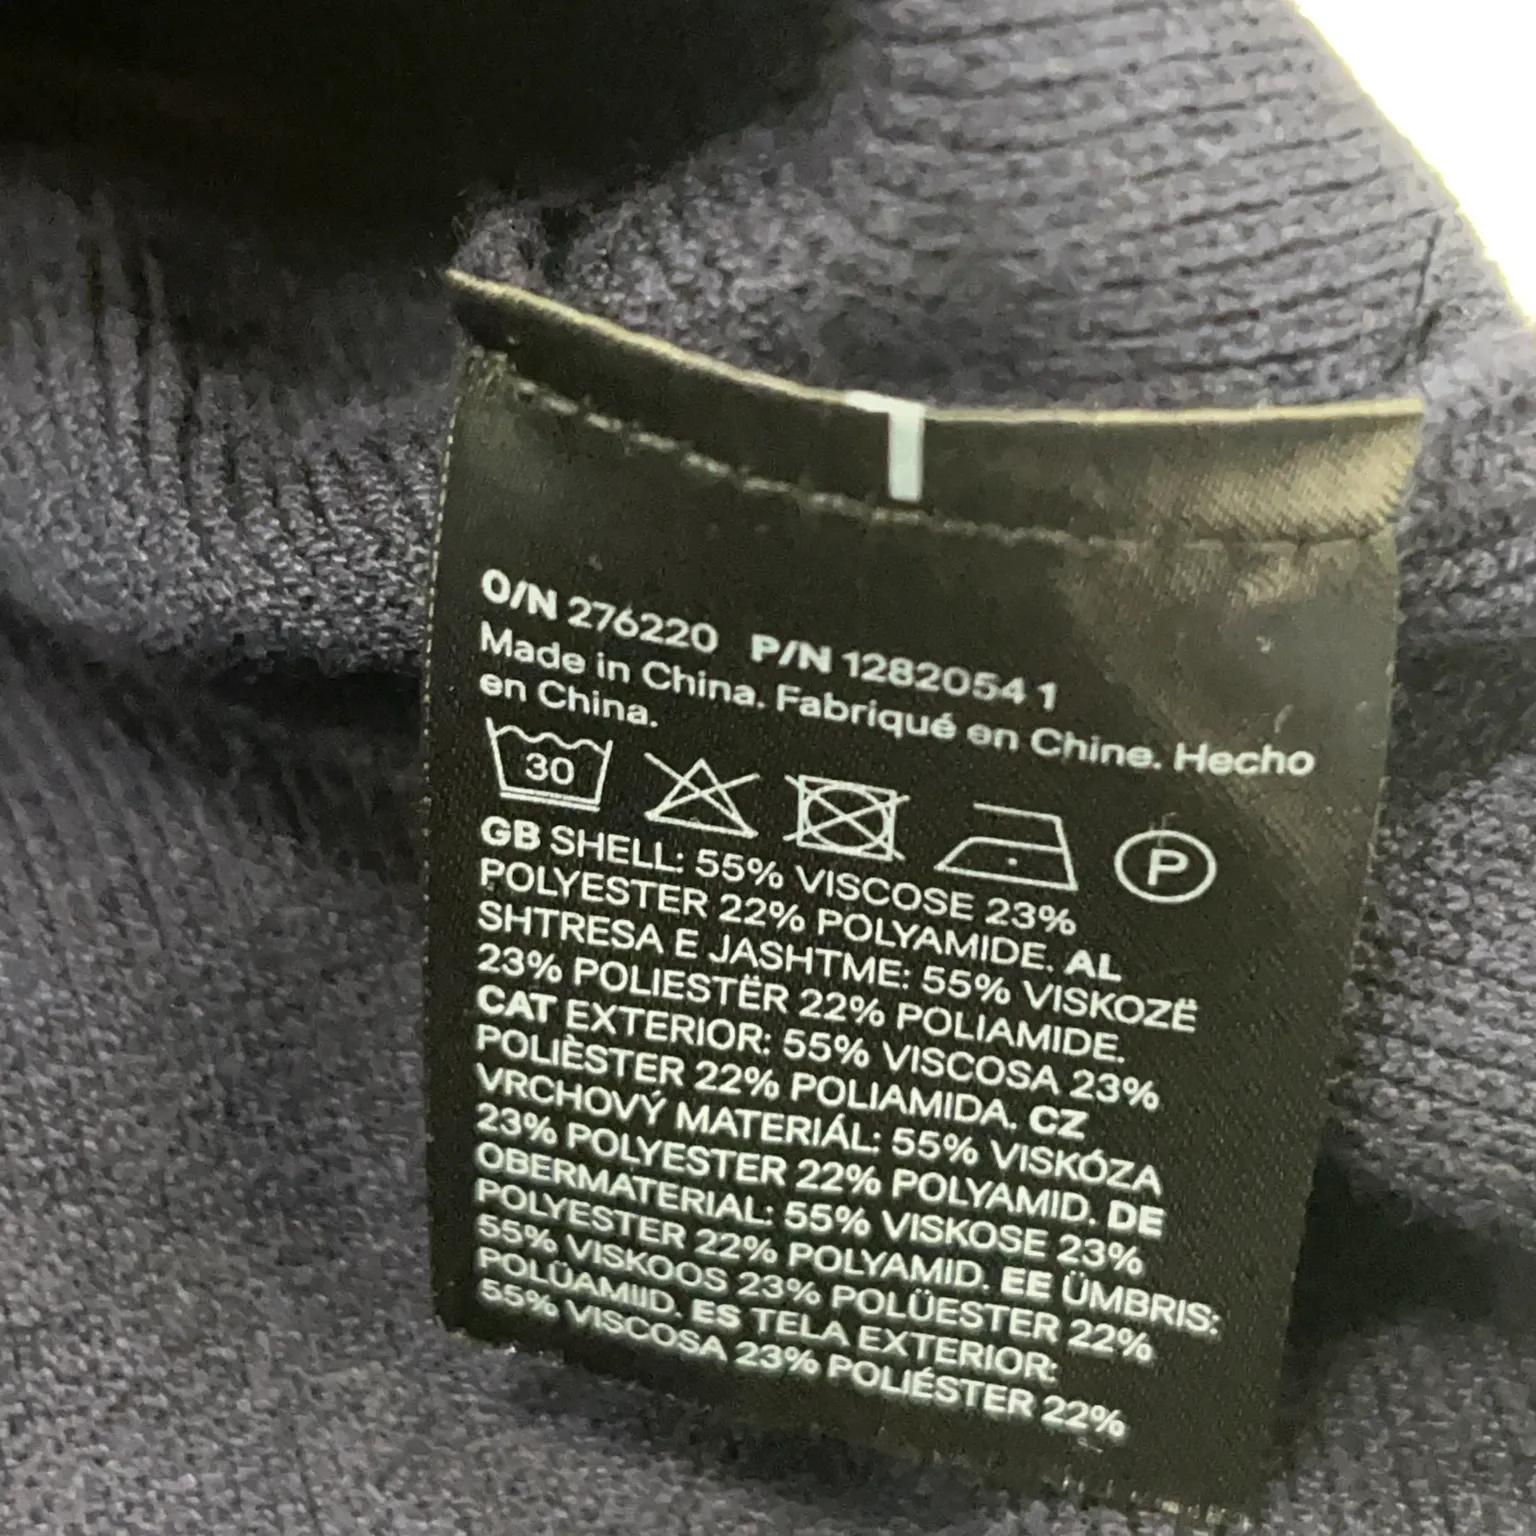 O/N 276220 P/N 1282054 1
Made in China. Fabriqué en Chine. Hecho
en China.
30
P
GB SHELL: 55% VISCOSE 23%
POLYESTER 22% POLYAMIDE. AL
SHTRESA E JASHTME: 55% VISKOZË
23% POLIESTËR 22% POLIAMIDE.
CAT EXTERIOR: 55% VISCOSA 23%
POLIÈSTER 22% POLIAMIDA. CZ
VRCHOVÝ MATERIÁL: 55% VISKÓZA
23% POLYESTER 22% POLYAMID. DE
OBERMATERIAL: 55% VISKOSE 23%
POLYESTER 22% POLYAMID. EE ÜMBRIS:
55% VISKOOS 23% POLÜESTER 22%
POLÜAMIID. ES TELA EXTERIOR:
55% VISCOSA 23% POLIÉSTER 22%